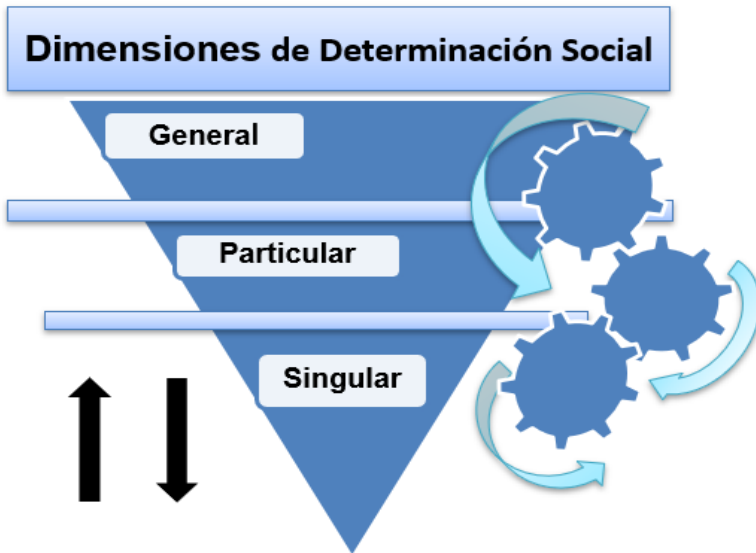 Dimensiones de Determinación Social
General
Particular
Singular